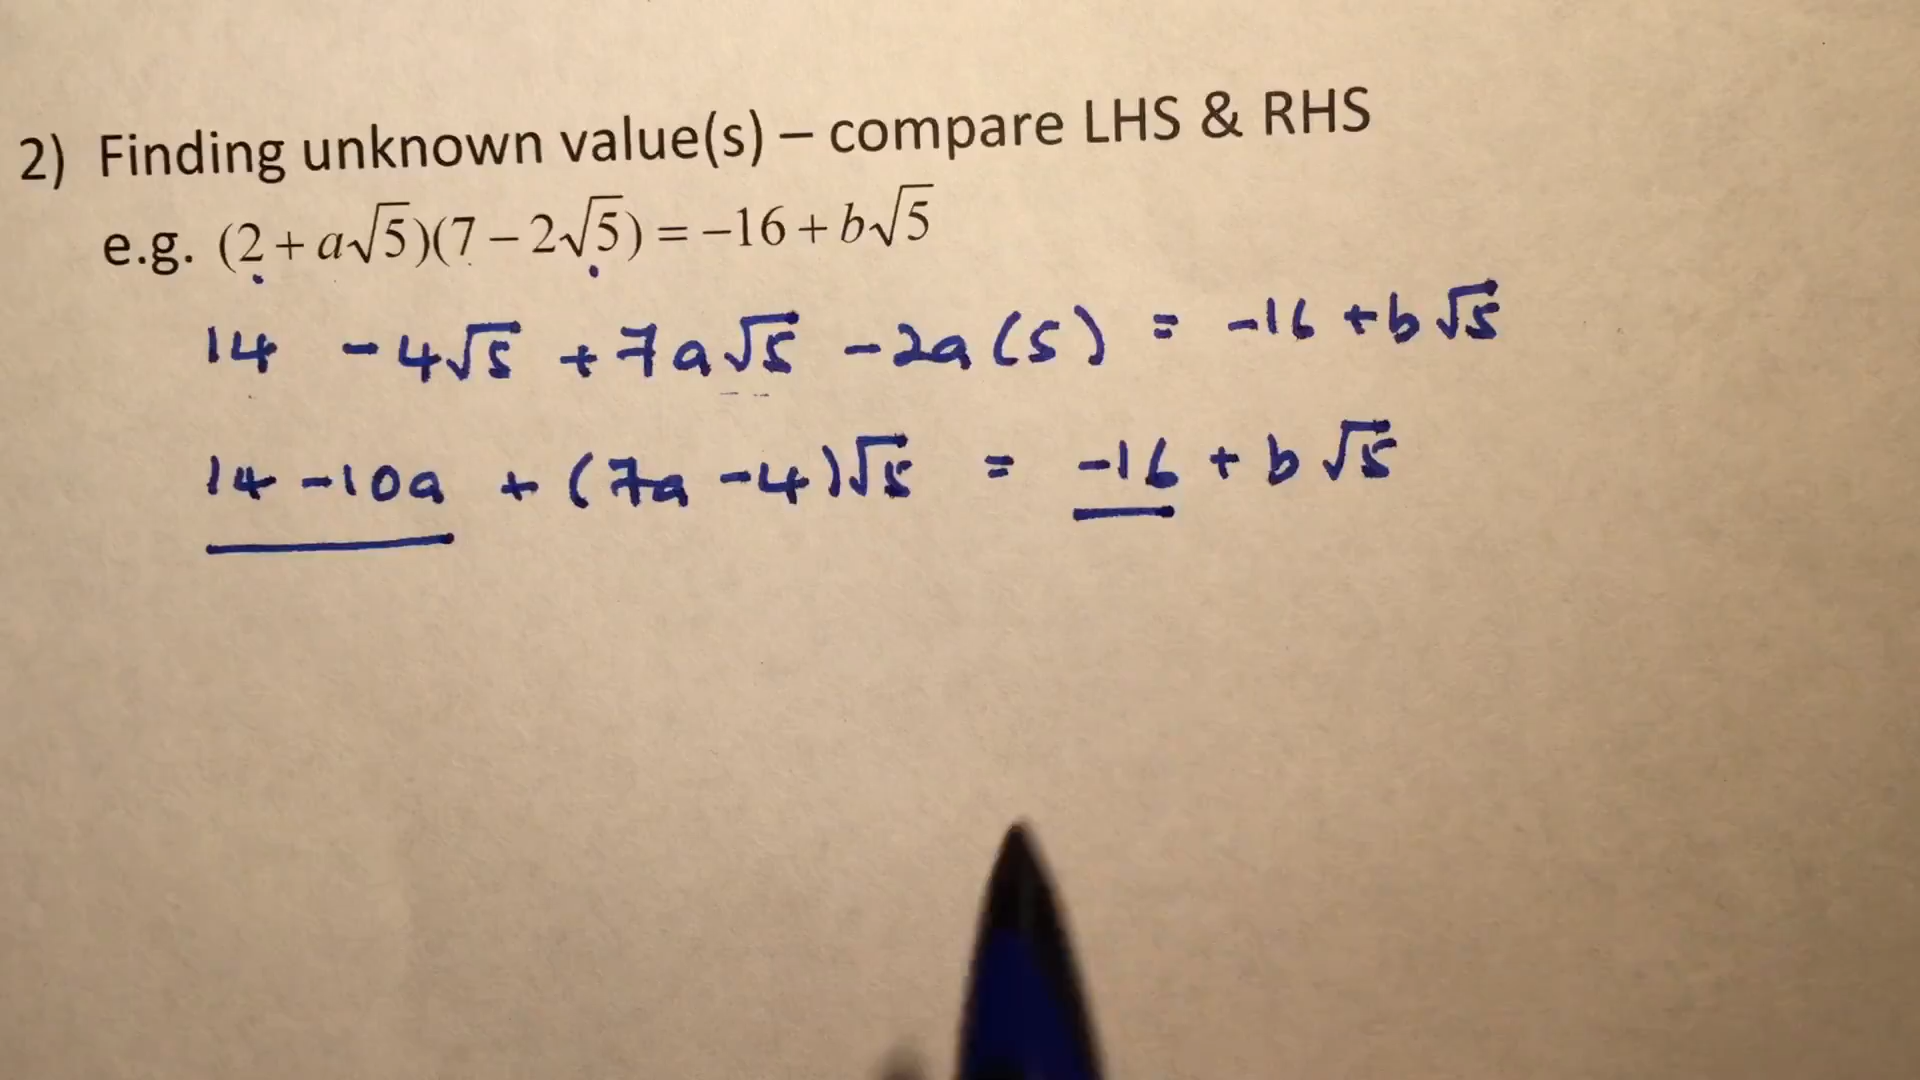 2) Finding unknown value(s) – compare LHS & RHS
e.g. (2 + a√5)(7 – 2√5) = –16 + b√5
14 - 4√5 + 7a√5 - 2a(5) = -16 + b√5
14 - 10a + (7a - 4)√5 = -16 + b√5